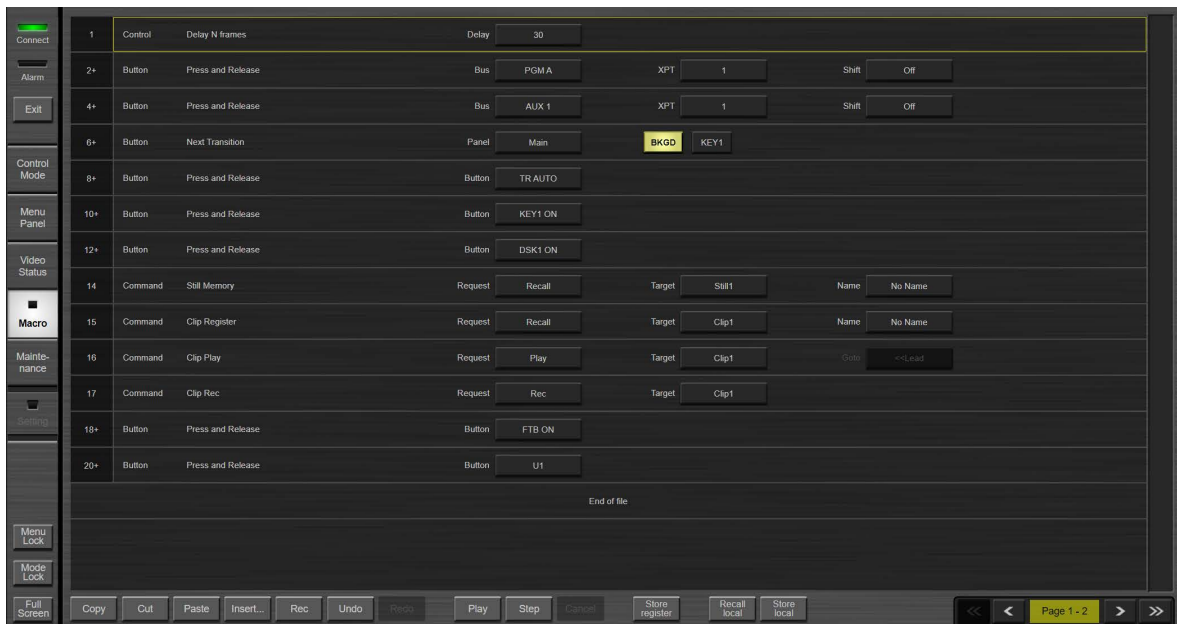 Connect
Alarm
Exit
Control
Mode
Menu
Panel
Video
Status
Macro
Mainte-
nance
Setting
Menu
Lock
Mode
Lock
Full
Screen
1 Control Delay N frames Delay 30
2+ Button Press and Release Bus PGM A XPT 1 Shift Off
4+ Button Press and Release Bus AUX 1 XPT 1 Shift Off
6+ Button Next Transition Panel Main BKGD KEY1
8+ Button Press and Release Button TR AUTO
10+ Button Press and Release Button KEY1 ON
12+ Button Press and Release Button DSK1 ON
14 Command Still Memory Request Recall Target Still1 Name No Name
15 Command Clip Register Request Recall Target Clip1 Name No Name
16 Command Clip Play Request Play Target Clip1 Goto <<Lead
17 Command Clip Rec Request Rec Target Clip1
18+ Button Press and Release Button FTB ON
20+ Button Press and Release Button U1
End of file
Copy Cut Paste Insert... Rec Undo Redo Play Step Cancel Store register Recall local Store local << < Page 1 - 2 > >>